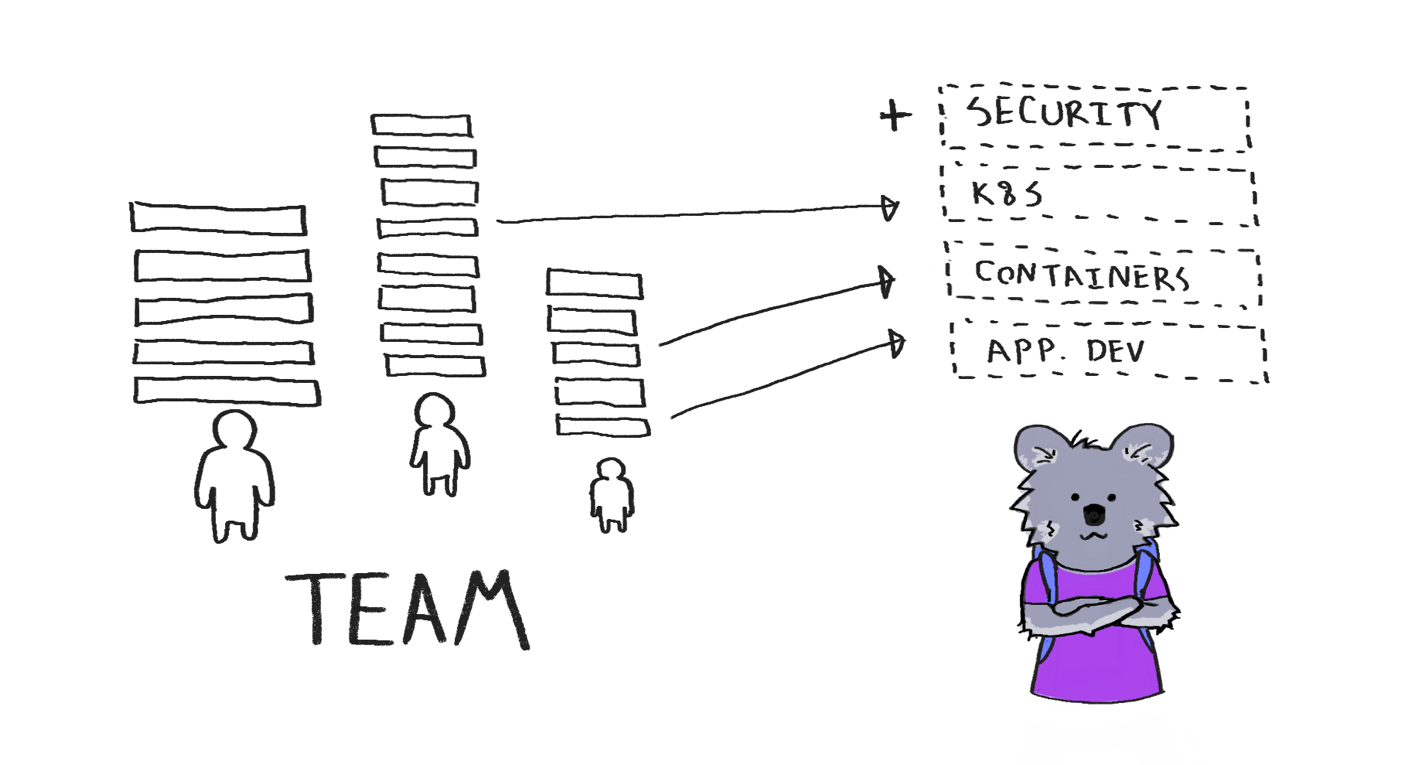 + SECURITY
K8S
CONTAINERS
APP. DEV
TEAM